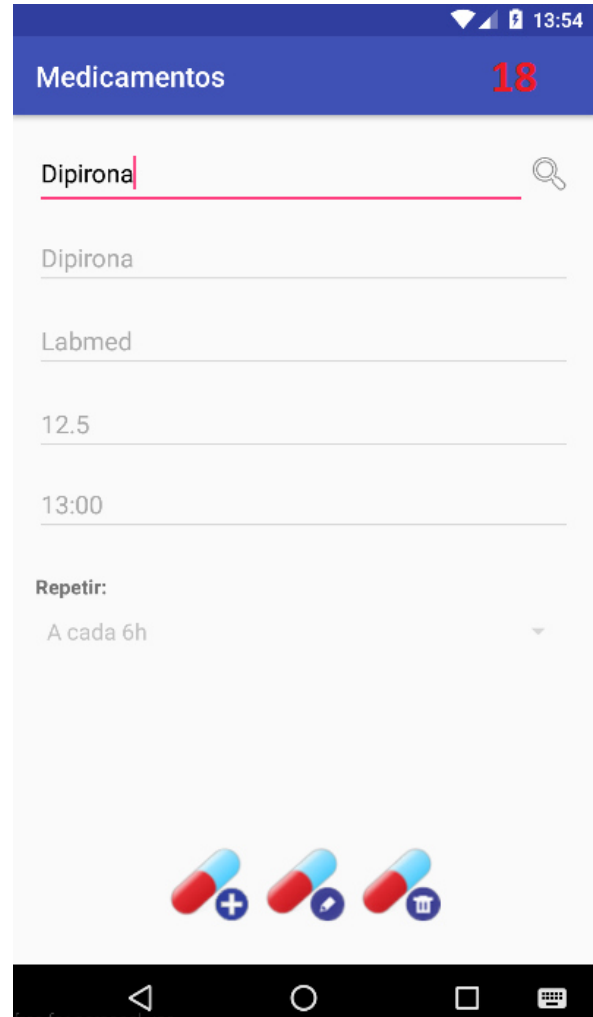 13:54
Medicamentos 18
Dipirona
Dipirona
Labmed
12.5
13:00
Repetir:
A cada 6h